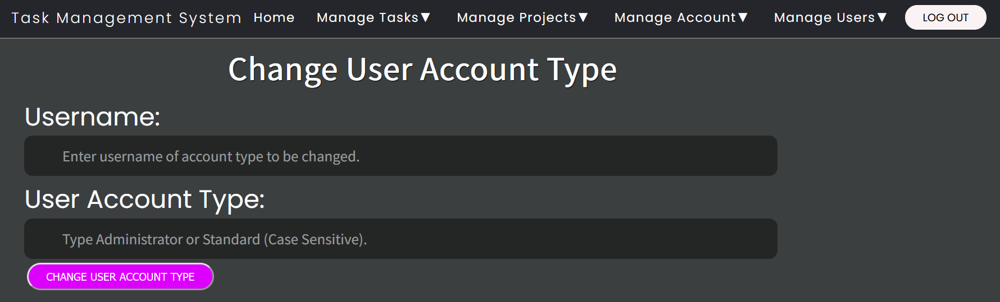 Task Management System Home Manage Tasks▼ Manage Projects▼ Manage Account▼ Manage Users▼ LOG OUT
Change User Account Type
Username:
Enter username of account type to be changed.
User Account Type:
Type Administrator or Standard (Case Sensitive).
CHANGE USER ACCOUNT TYPE